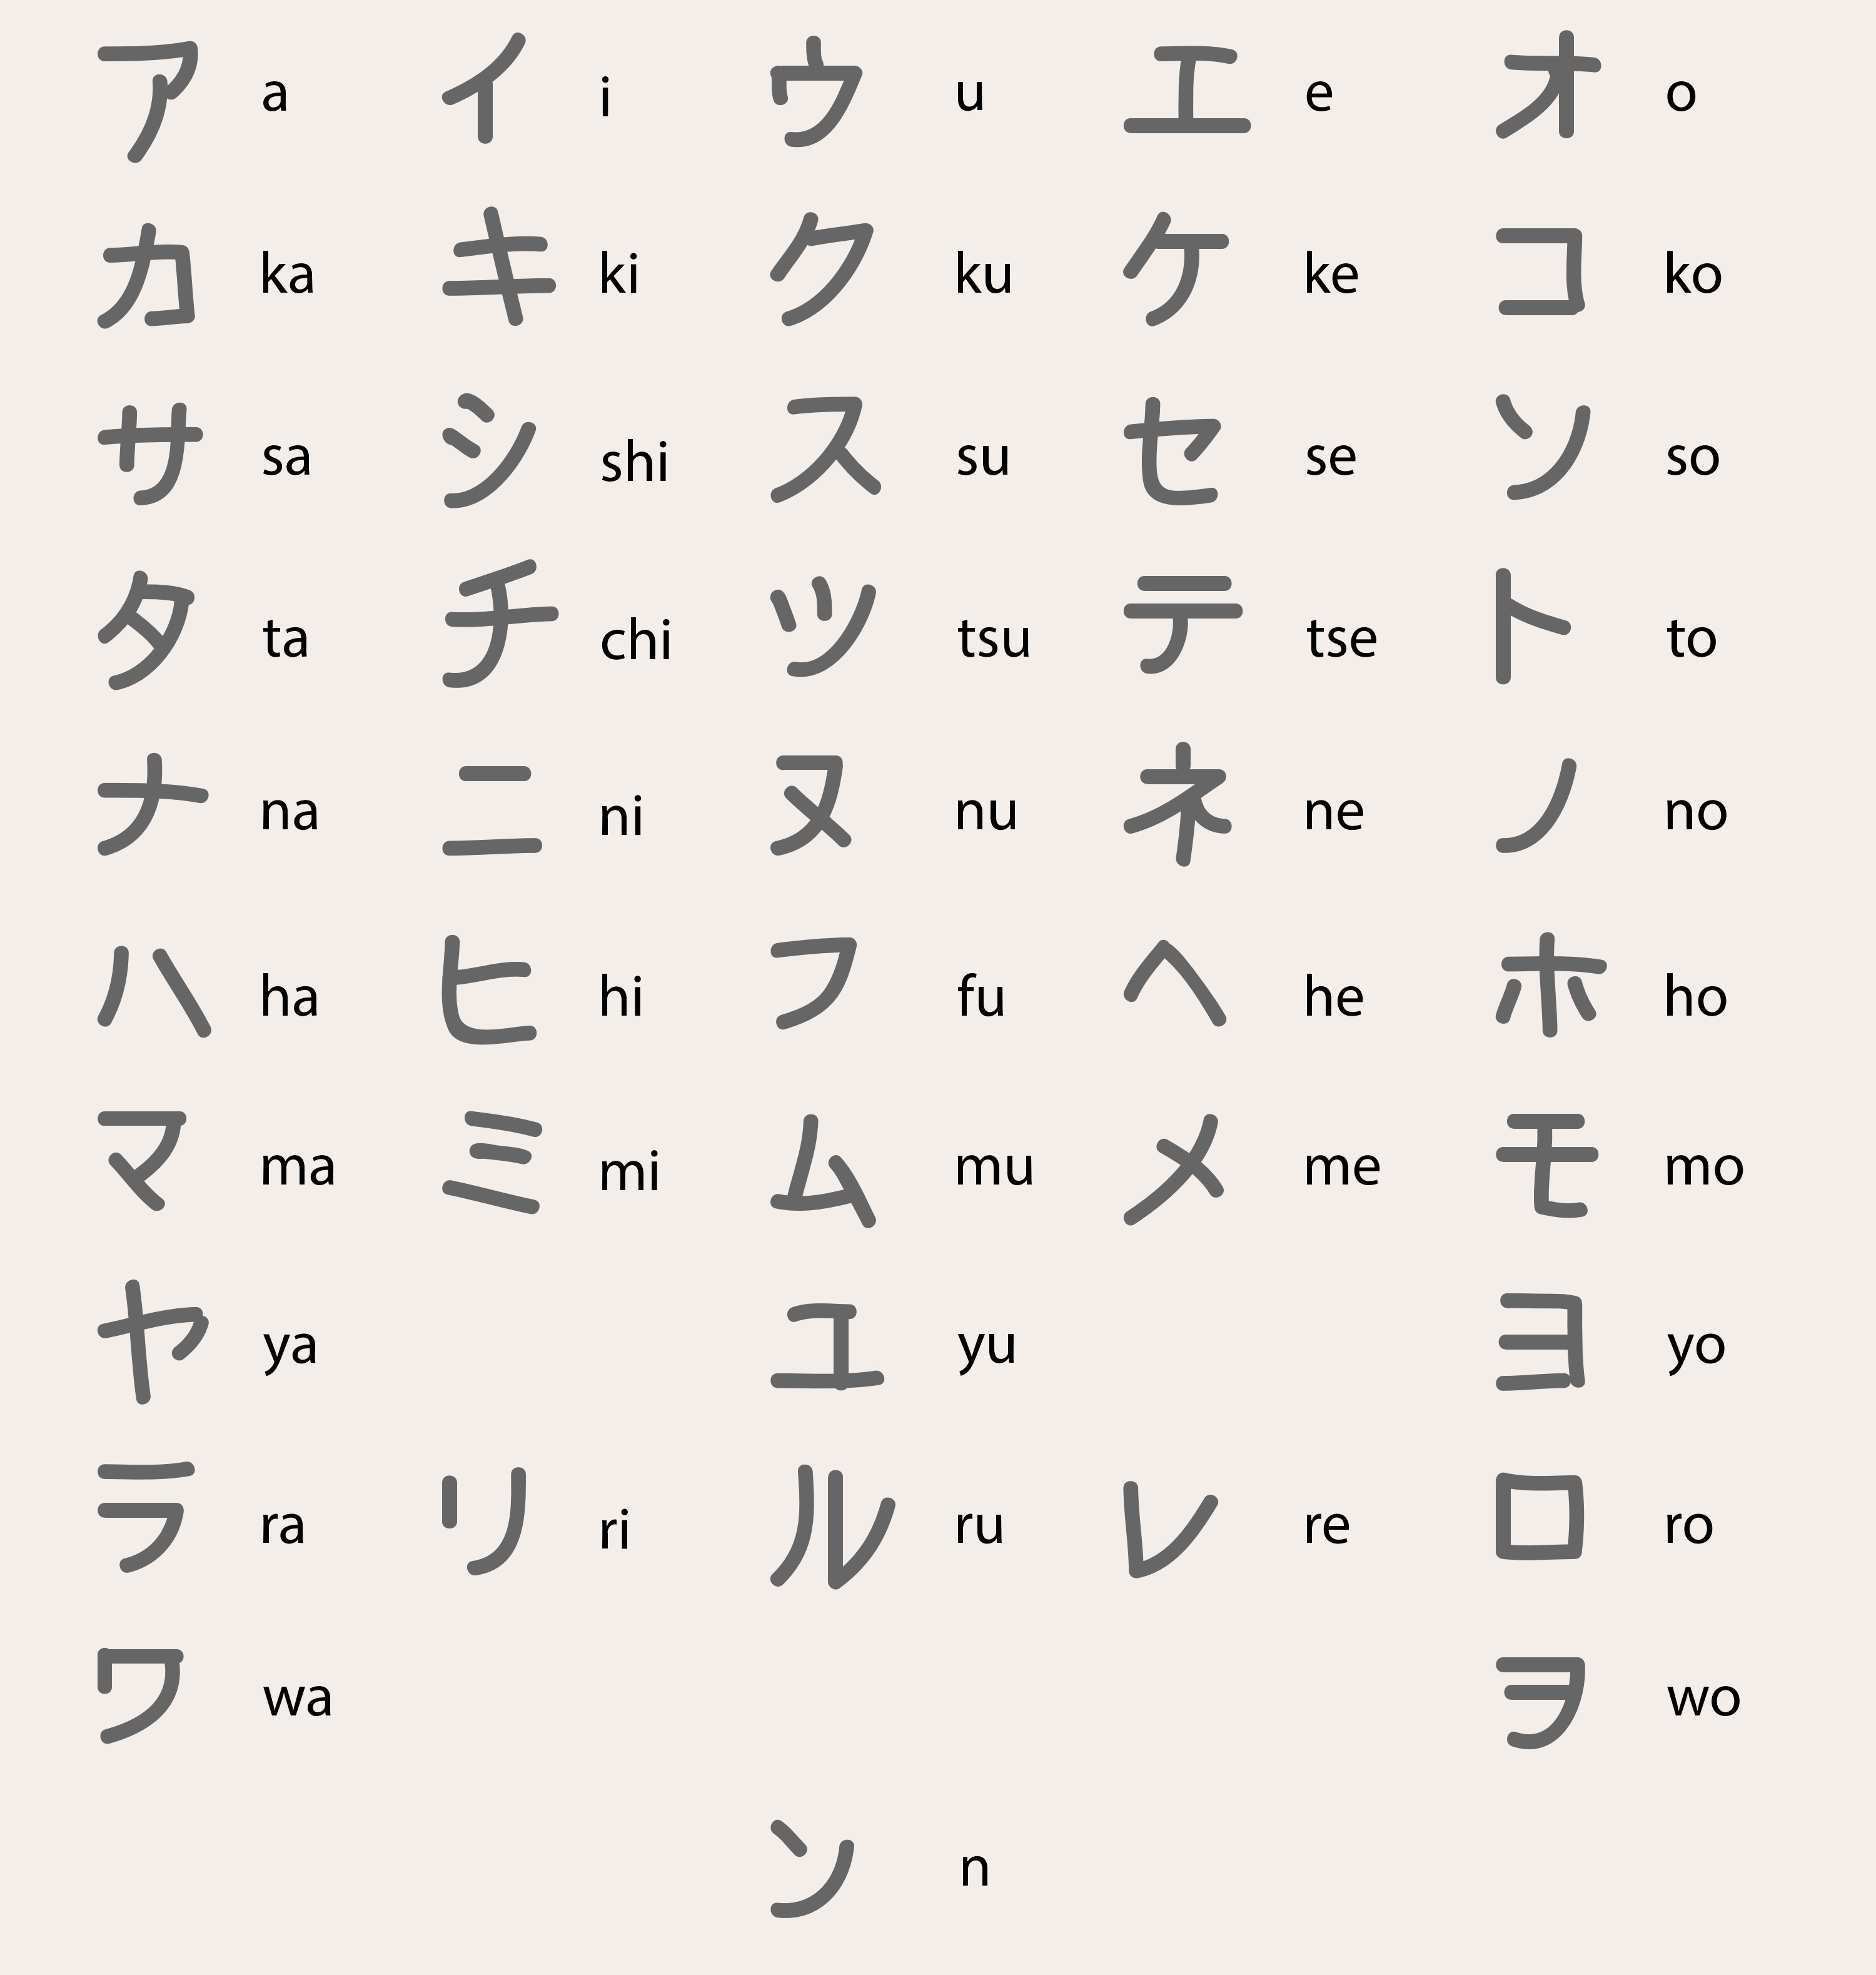 ア a イ i ウ u エ e オ o
カ ka キ ki ク ku ケ ke コ ko
サ sa シ shi ス su セ se ソ so
タ ta チ chi ツ tsu テ tse ト to
ナ na ニ ni ヌ nu ネ ne ノ no
ハ ha ヒ hi フ fu ヘ he ホ ho
マ ma ミ mi ム mu メ me モ mo
ヤ ya ユ yu ヨ yo
ラ ra リ ri ル ru レ re ロ ro
ワ wa ヲ wo
ン n